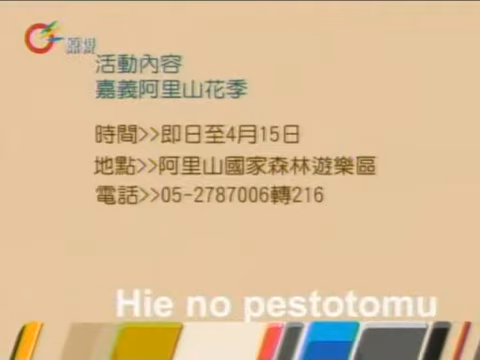 原視
活動內容
嘉義阿里山花季
時間>>即日至4月15日
地點>>阿里山國家森林遊樂區
電話>>05-2787006轉216
Hie no pestotomu